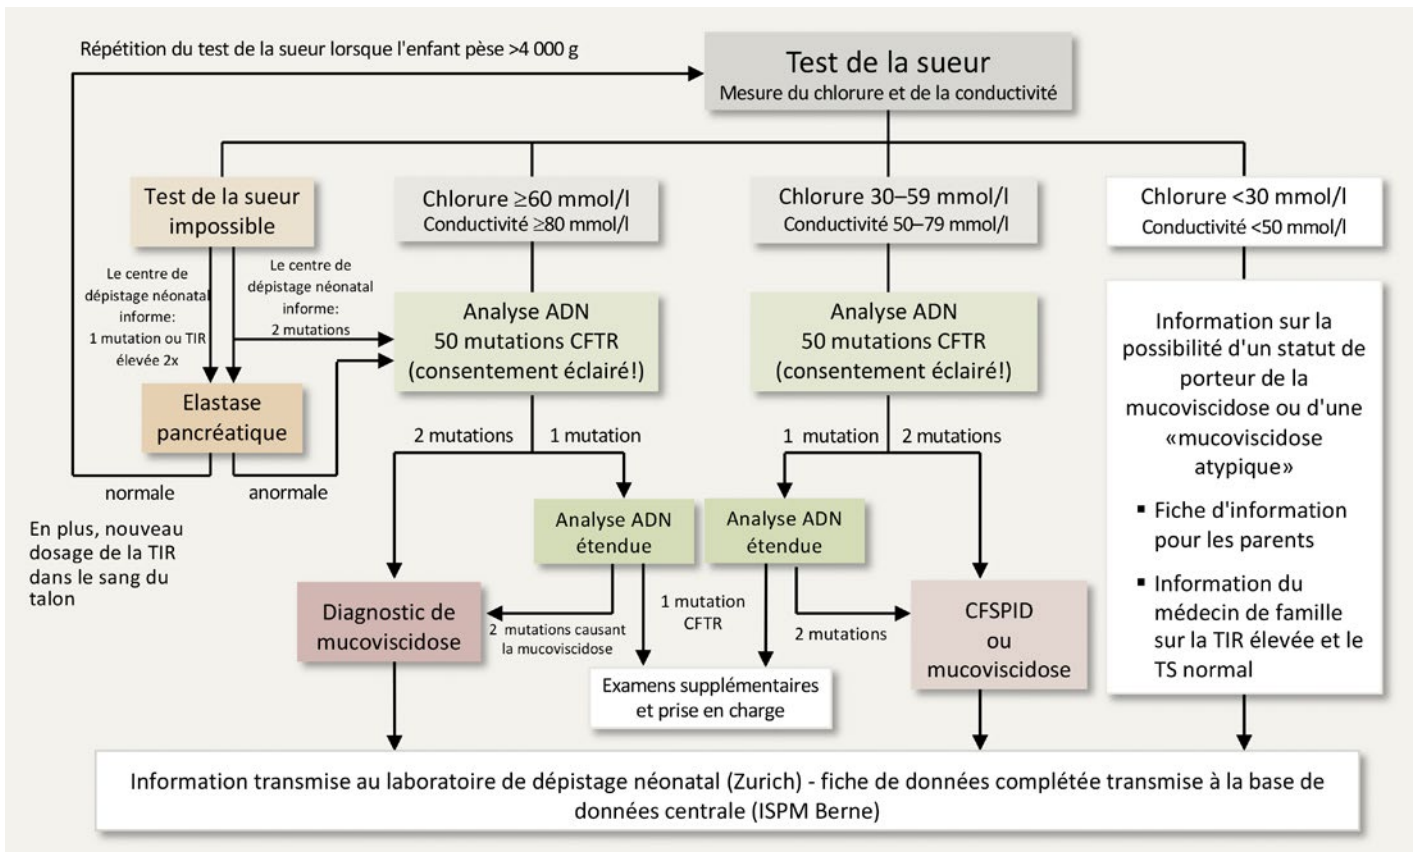 Répétition du test de la sueur lorsque l'enfant pèse >4 000 g
Test de la sueur
Mesure du chlorure et de la conductivité
Test de la sueur
impossible
Chlorure ≥60 mmol/l
Conductivité ≥80 mmol/l
Chlorure 30–59 mmol/l
Conductivité 50–79 mmol/l
Chlorure <30 mmol/l
Conductivité <50 mmol/l
Le centre de
dépistage néonatal
informe:
1 mutation ou TIR
élevée 2x
Le centre de
dépistage néonatal
informe:
2 mutations
Analyse ADN
50 mutations CFTR
(consentement éclairé!)
Analyse ADN
50 mutations CFTR
(consentement éclairé!)
Information sur la
possibilité d'un statut de
porteur de la
mucoviscidose ou d'une
«mucoviscidose
atypique»
▪ Fiche d'information
pour les parents
▪ Information du
médecin de famille
sur la TIR élevée et le
TS normal
Elastase
pancréatique
normale
anormale
En plus, nouveau
dosage de la TIR
dans le sang du
talon
2 mutations
1 mutation
1 mutation
2 mutations
Analyse ADN
étendue
Analyse ADN
étendue
Diagnostic de
mucoviscidose
2 mutations causant
la mucoviscidose
1 mutation
CFTR
2 mutations
CFSPID
ou
mucoviscidose
Examens supplémentaires
et prise en charge
Information transmise au laboratoire de dépistage néonatal (Zurich) - fiche de données complétée transmise à la base de
données centrale (ISPM Berne)